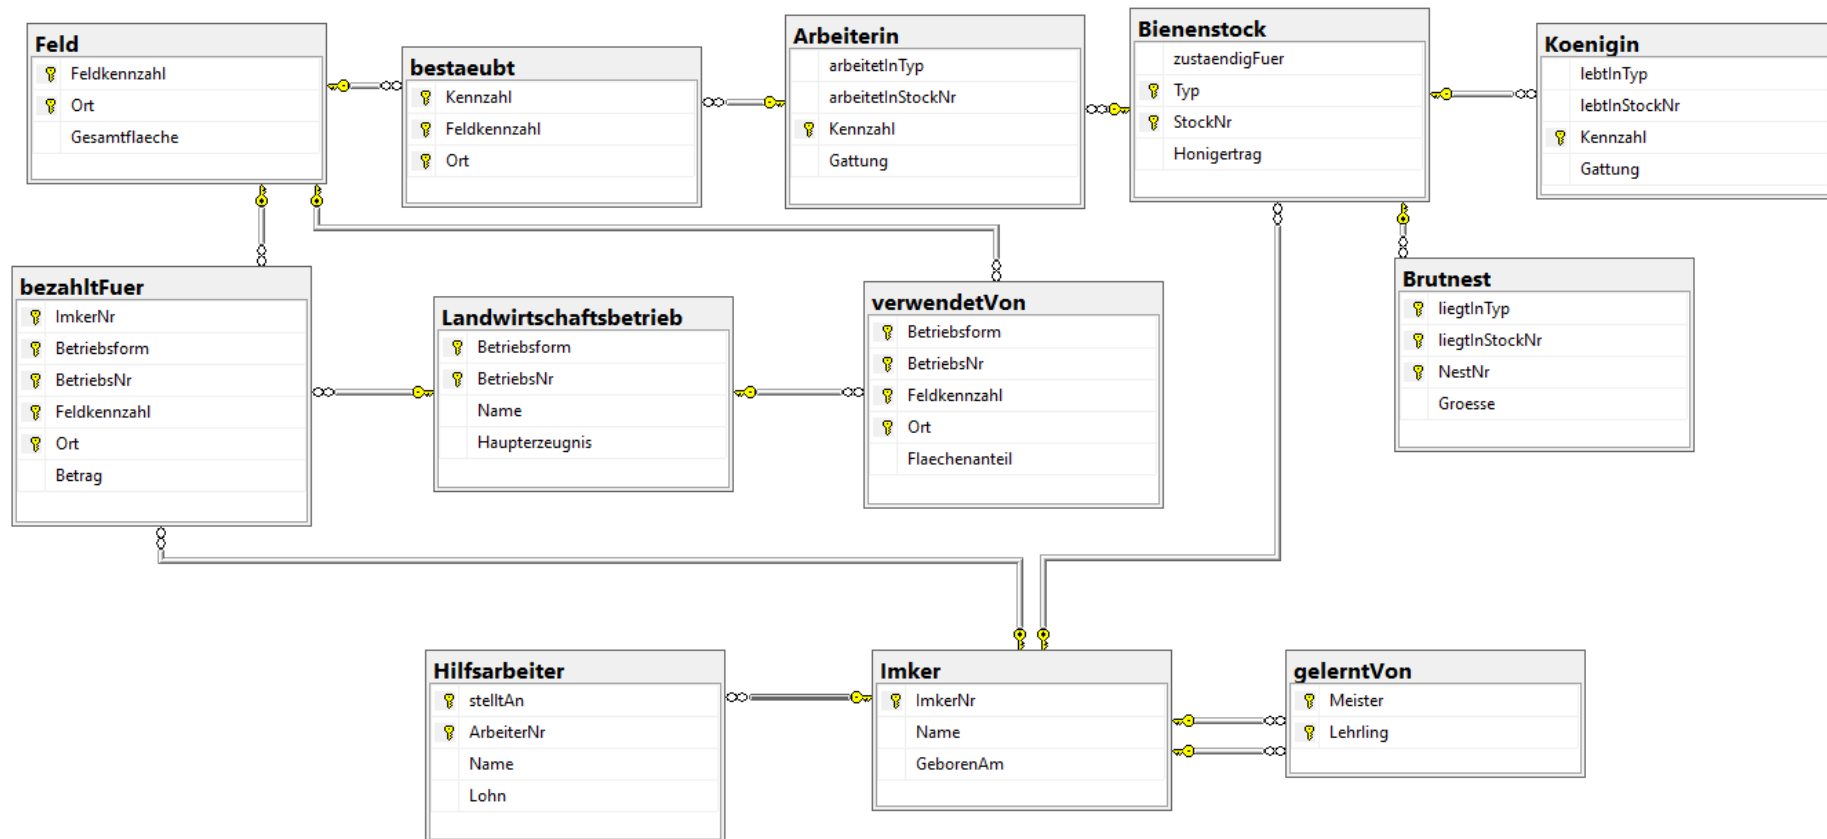 Feld
Feldkennzahl
Ort
Gesamtflaeche
bestaeubt
Kennzahl
Feldkennzahl
Ort
Arbeiterin
arbeitetInTyp
arbeitetInStockNr
Kennzahl
Gattung
Bienenstock
zustaendigFuer
Typ
StockNr
Honigertrag
Koenigin
lebtInTyp
lebtInStockNr
Kennzahl
Gattung
bezahltFuer
ImkerNr
Betriebsform
BetriebsNr
Feldkennzahl
Ort
Betrag
Landwirtschaftsbetrieb
Betriebsform
BetriebsNr
Name
Haupterzeugnis
verwendetVon
Betriebsform
BetriebsNr
Feldkennzahl
Ort
Flaechenanteil
Brutnest
liegtInTyp
liegtInStockNr
NestNr
Groesse
Hilfsarbeiter
stelltAn
ArbeiterNr
Name
Lohn
Imker
ImkerNr
Name
GeborenAm
gelerntVon
Meister
Lehrling